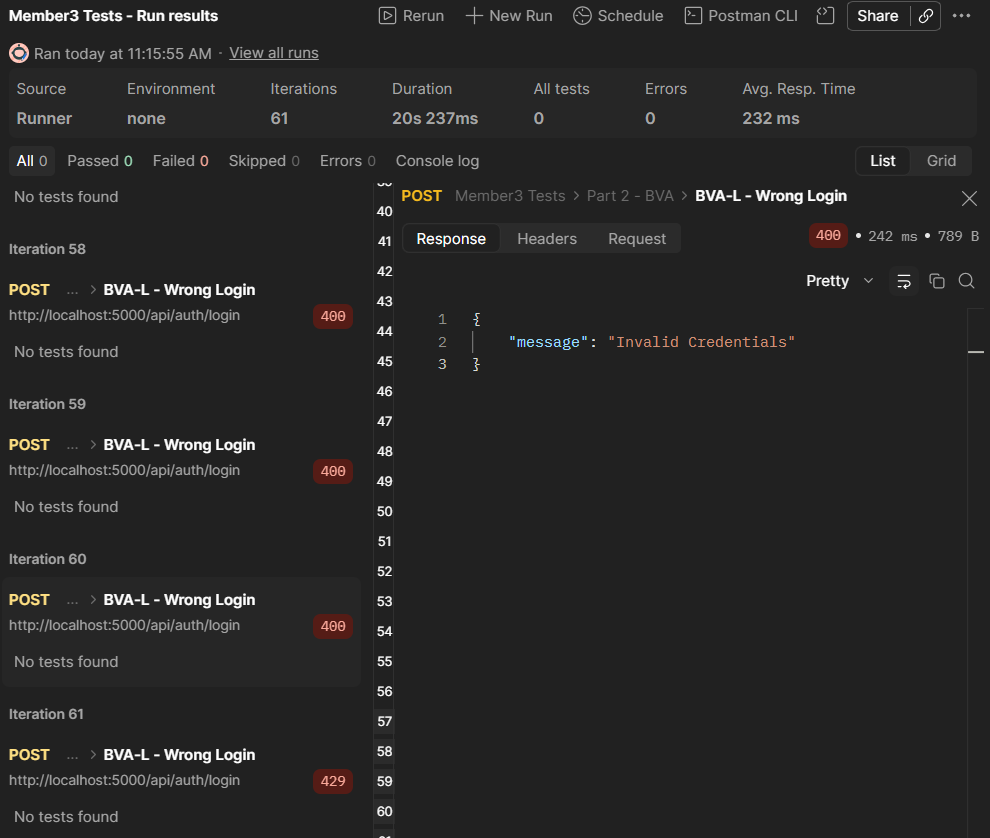 Member3 Tests - Run results
Rerun
New Run
Schedule
Postman CLI
Share
Ran today at 11:15:55 AM · View all runs
Source Environment Iterations Duration All tests Errors Avg. Resp. Time
Runner none 61 20s 237ms 0 0 232 ms
All 0 Passed 0 Failed 0 Skipped 0 Errors 0 Console log
List Grid
No tests found
Iteration 58
POST ... > BVA-L - Wrong Login
http://localhost:5000/api/auth/login 400
No tests found
Iteration 59
POST ... > BVA-L - Wrong Login
http://localhost:5000/api/auth/login 400
No tests found
Iteration 60
POST ... > BVA-L - Wrong Login
http://localhost:5000/api/auth/login 400
No tests found
Iteration 61
POST ... > BVA-L - Wrong Login
http://localhost:5000/api/auth/login 429
No tests found
40
41
42
43
44
45
46
47
48
49
50
51
52
53
54
55
56
57
58
59
60
POST Member3 Tests > Part 2 - BVA > BVA-L - Wrong Login
Response Headers Request
400 • 242 ms • 789 B
Pretty
1 {
2 "message": "Invalid Credentials"
3 }